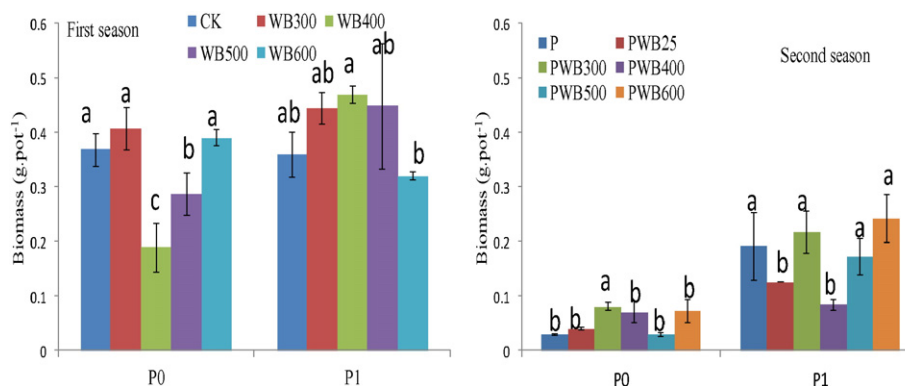 First season
CK WB300 WB400
WB500 WB600
Biomass (g.pot-1)
0.6
0.5
0.4
0.3
0.2
0.1
0
a a c b a
ab ab a ab b
P0 P1
Second season
P PWB25
PWB300 PWB400
PWB500 PWB600
Biomass (g.pot-1)
0.6
0.5
0.4
0.3
0.2
0.1
0
b b a b b b
a b a b a a
P0 P1